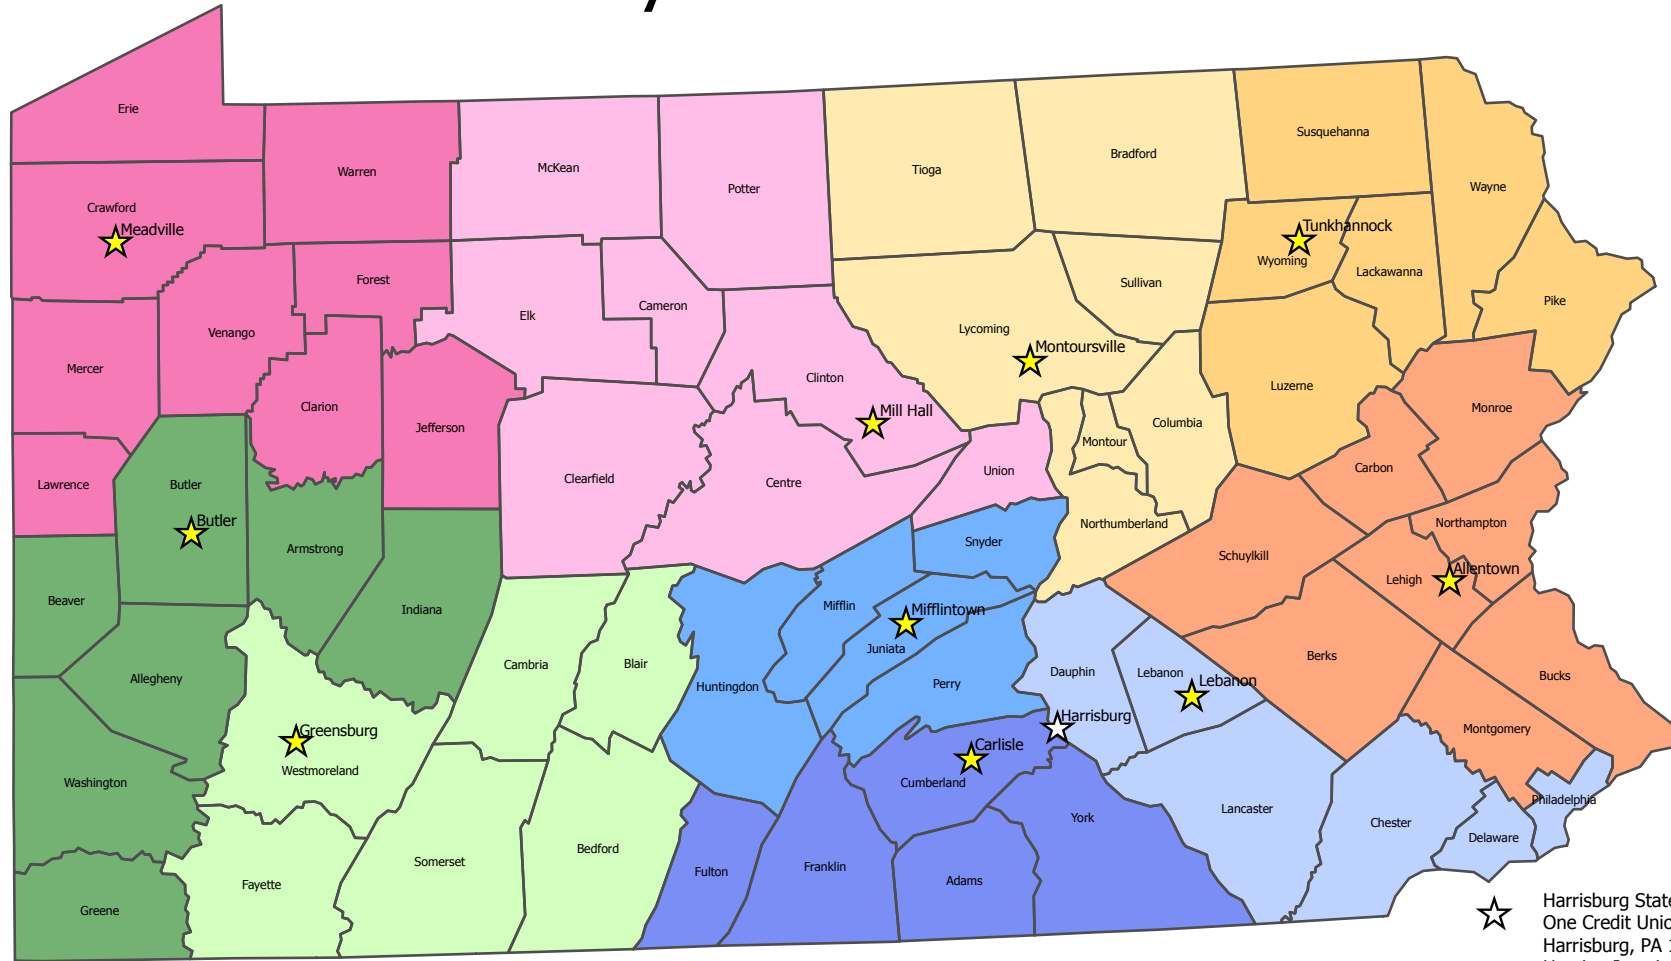 Erie
Susquehanna
Bradford
McKean
Tioga
Warren
Potter
Wayne
Crawford
Meadville
Tunkhannock
Wyoming
Lackawanna
Forest
Sullivan
Pike
Cameron
Elk
Venango
Lycoming
Montoursville
Mercer
Clinton
Luzerne
Clarion
Monroe
Mill Hall
Jefferson
Columbia
Montour
Carbon
Union
Clearfield
Centre
Lawrence
Butler
Butler
Northumberland
Northampton
Snyder
Armstrong
Schuylkill
Allentown
Lehigh
Beaver
Mifflin
Mifflintown
Indiana
Juniata
Berks
Cambria
Blair
Dauphin
Lebanon
Lebanon
Bucks
Allegheny
Huntingdon
Perry
Harrisburg
Greensburg
Montgomery
Carlisle
Westmoreland
Cumberland
Washington
Philadelphia
Lancaster
York
Chester
Delaware
Bedford
Somerset
Franklin
Fulton
Adams
Fayette
Greene
Harrisburg State
One Credit Unio
Harrisburg, PA